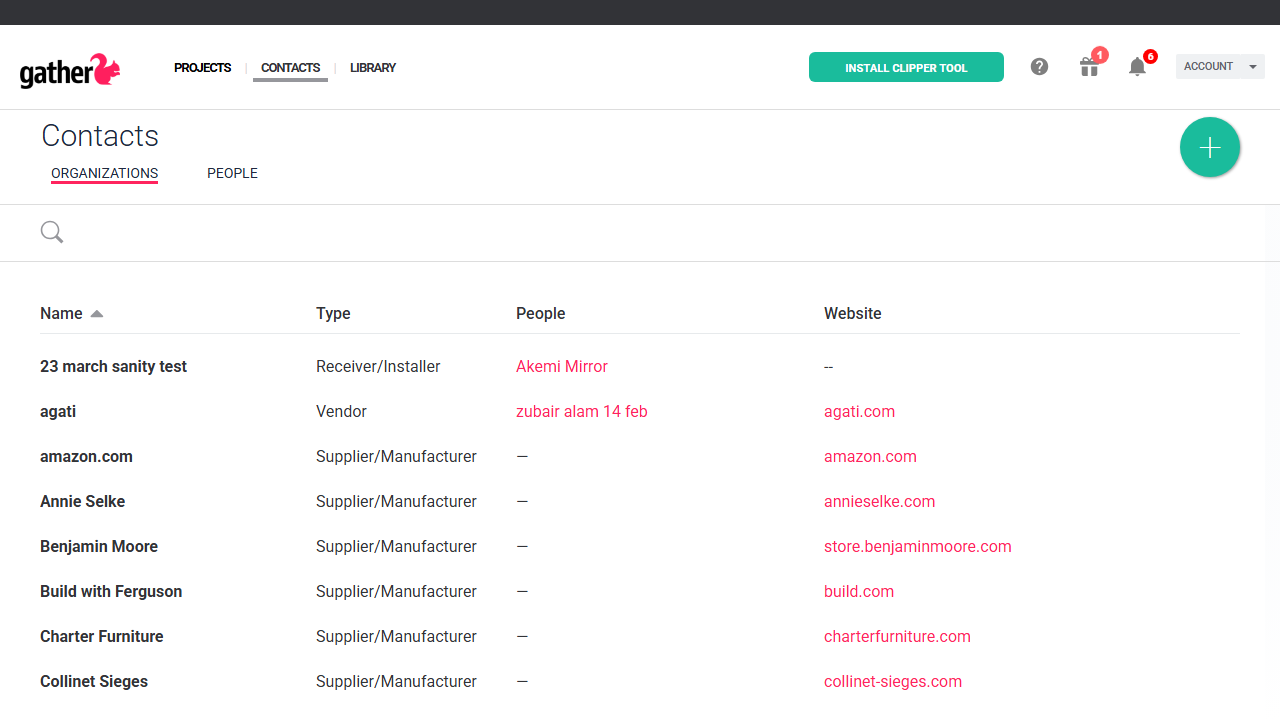 gather
PROJECTS | CONTACTS | LIBRARY
INSTALL CLIPPER TOOL
1
6
ACCOUNT
Contacts
ORGANIZATIONS PEOPLE
Name Type People Website
23 march sanity test Receiver/Installer Akemi Mirror --
agati Vendor zubair alam 14 feb agati.com
amazon.com Supplier/Manufacturer — amazon.com
Annie Selke Supplier/Manufacturer — annieselke.com
Benjamin Moore Supplier/Manufacturer — store.benjaminmoore.com
Build with Ferguson Supplier/Manufacturer — build.com
Charter Furniture Supplier/Manufacturer — charterfurniture.com
Collinet Sieges Supplier/Manufacturer — collinet-sieges.com